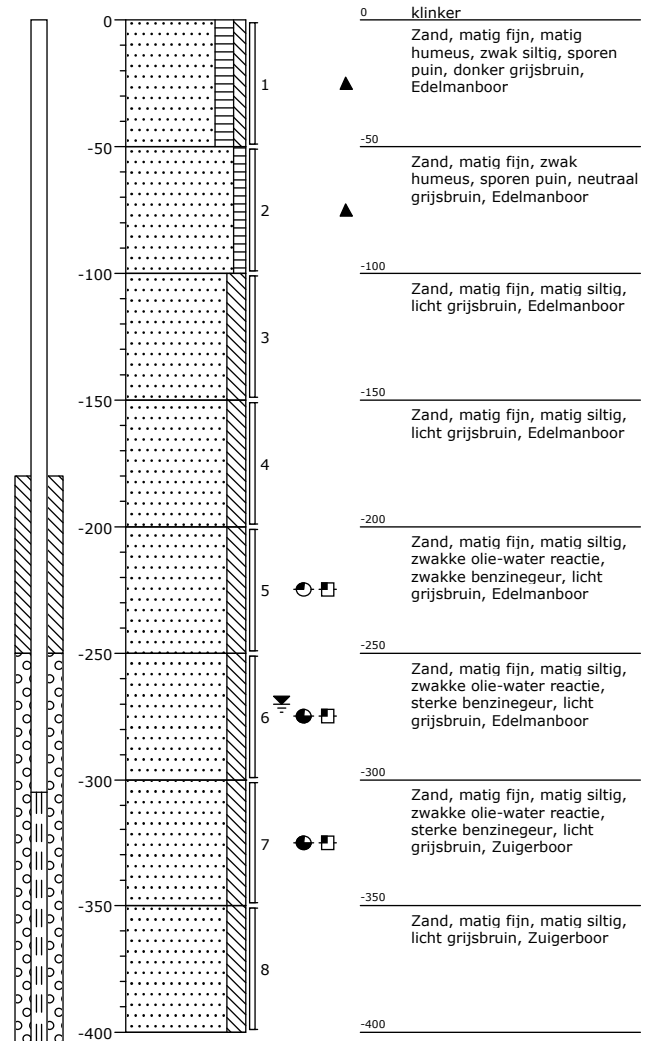 0
klinker
0
Zand, matig fijn, matig
humeus, zwak siltig, sporen
puin, donker grijsbruin,
Edelmanboor
1
-50
-50
Zand, matig fijn, zwak
humeus, sporen puin, neutraal
grijsbruin, Edelmanboor
2
-100
-100
Zand, matig fijn, matig siltig,
licht grijsbruin, Edelmanboor
3
-150
-150
Zand, matig fijn, matig siltig,
licht grijsbruin, Edelmanboor
4
-200
-200
Zand, matig fijn, matig siltig,
zwakke olie-water reactie,
zwakke benzinegeur, licht
grijsbruin, Edelmanboor
5
-250
-250
Zand, matig fijn, matig siltig,
zwakke olie-water reactie,
sterke benzinegeur, licht
grijsbruin, Edelmanboor
6
-300
-300
Zand, matig fijn, matig siltig,
zwakke olie-water reactie,
sterke benzinegeur, licht
grijsbruin, Zuigerboor
7
-350
-350
Zand, matig fijn, matig siltig,
licht grijsbruin, Zuigerboor
8
-400
-400